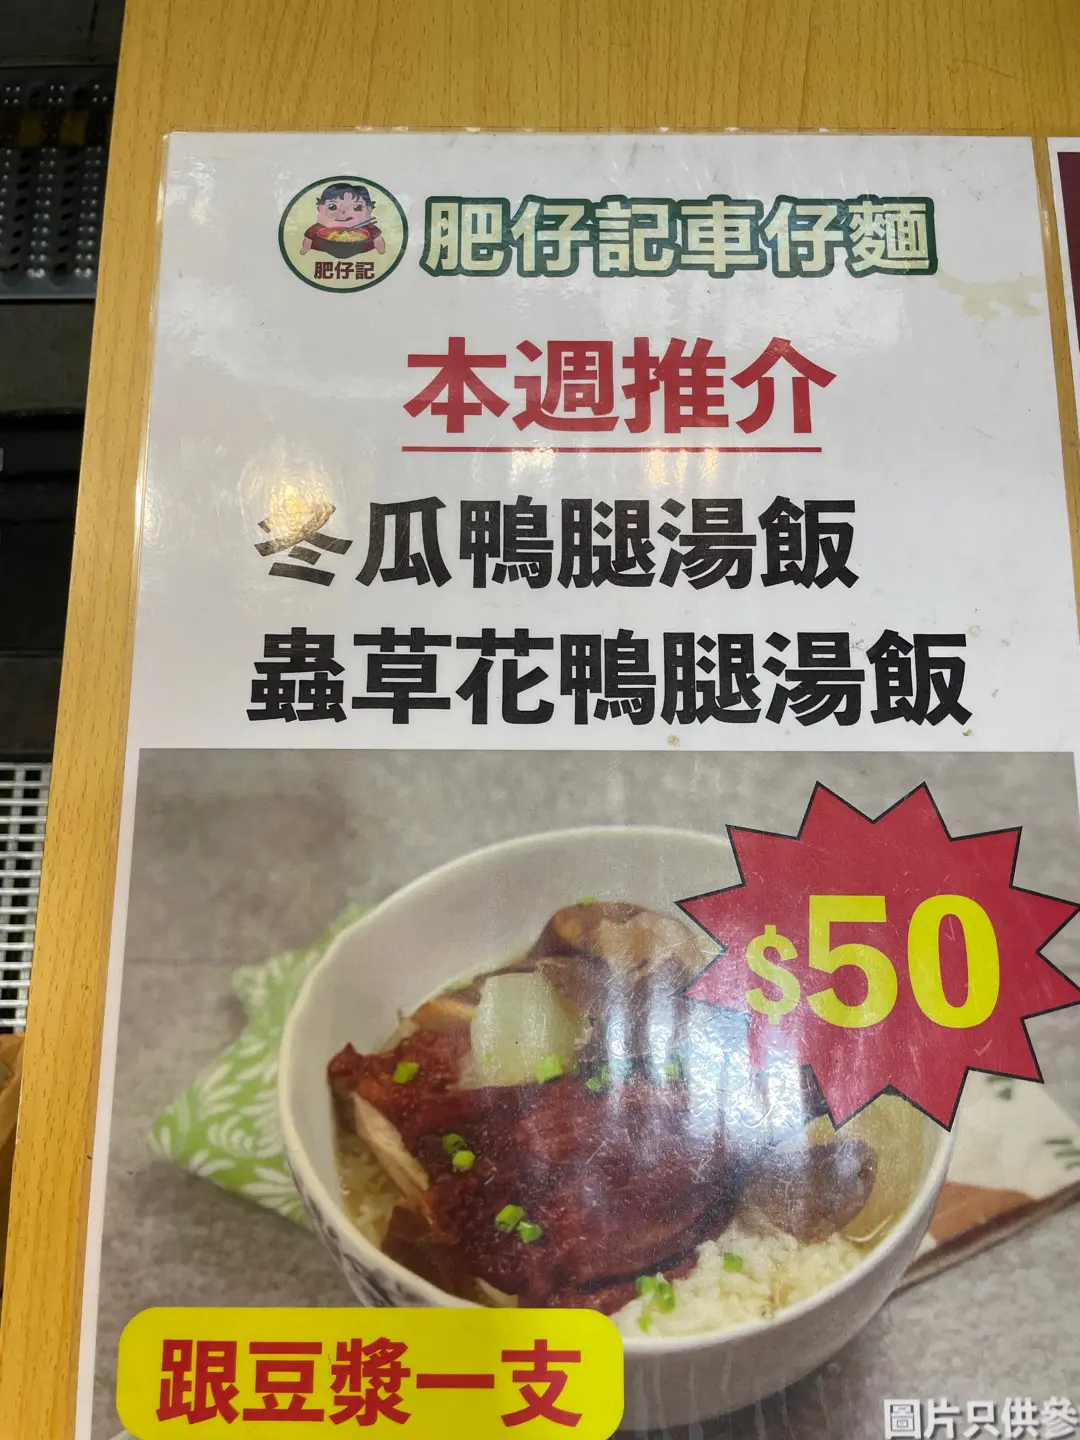 肥仔記
肥仔記車仔麵
本週推介
冬瓜鴨腿湯飯
蟲草花鴨腿湯飯
$50
跟豆漿一支
圖片只供參